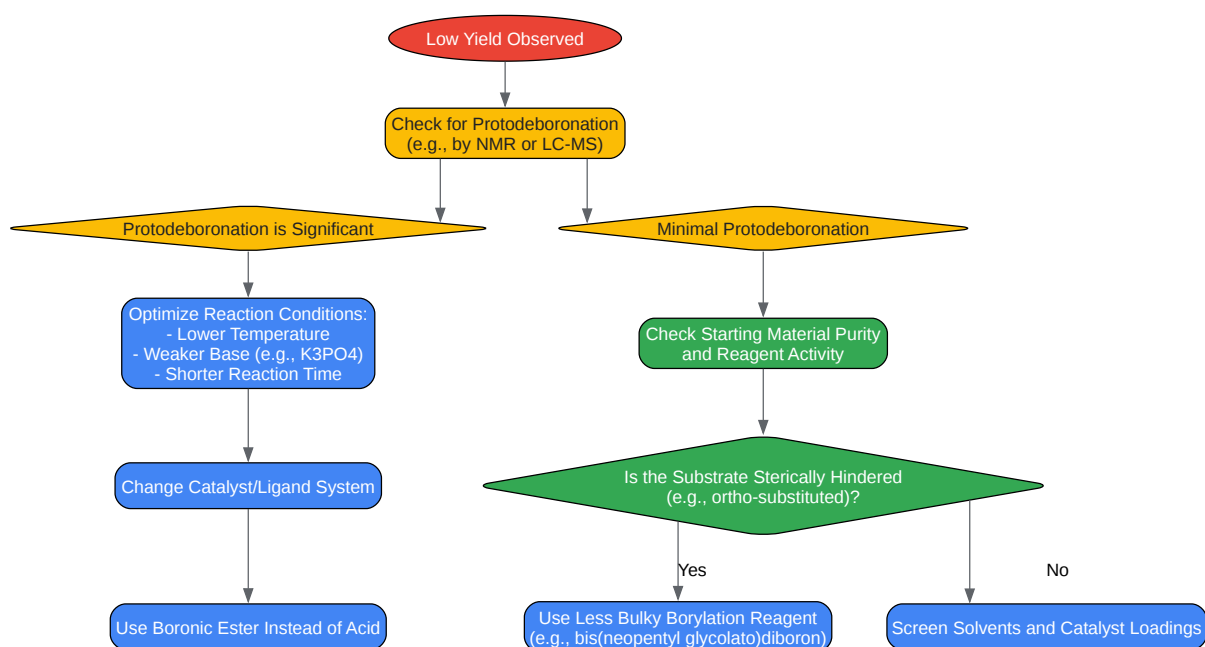 Low Yield Observed
Check for Protodeboronation
(e.g., by NMR or LC-MS)
Protodeboronation is Significant
Minimal Protodeboronation
Optimize Reaction Conditions:
- Lower Temperature
- Weaker Base (e.g., K3PO4)
- Shorter Reaction Time
Check Starting Material Purity
and Reagent Activity
Change Catalyst/Ligand System
Is the Substrate Sterically Hindered
(e.g., ortho-substituted)?
Yes
No
Use Boronic Ester Instead of Acid
Use Less Bulky Borylation Reagent
(e.g., bis(neopentyl glycolato)diboron)
Screen Solvents and Catalyst Loadings